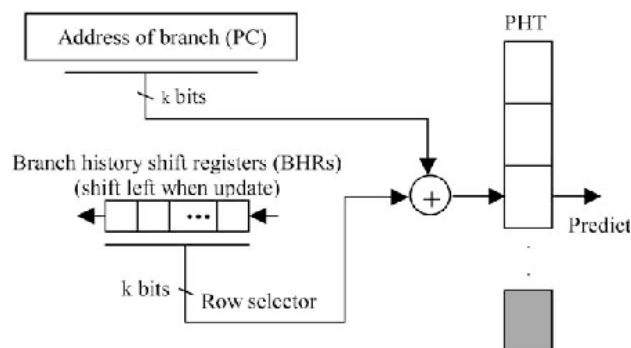 PHT
Address of branch (PC)
k bits
Branch history shift registers (BHRs)
(shift left when update)
+
Predict
k bits
Row selector